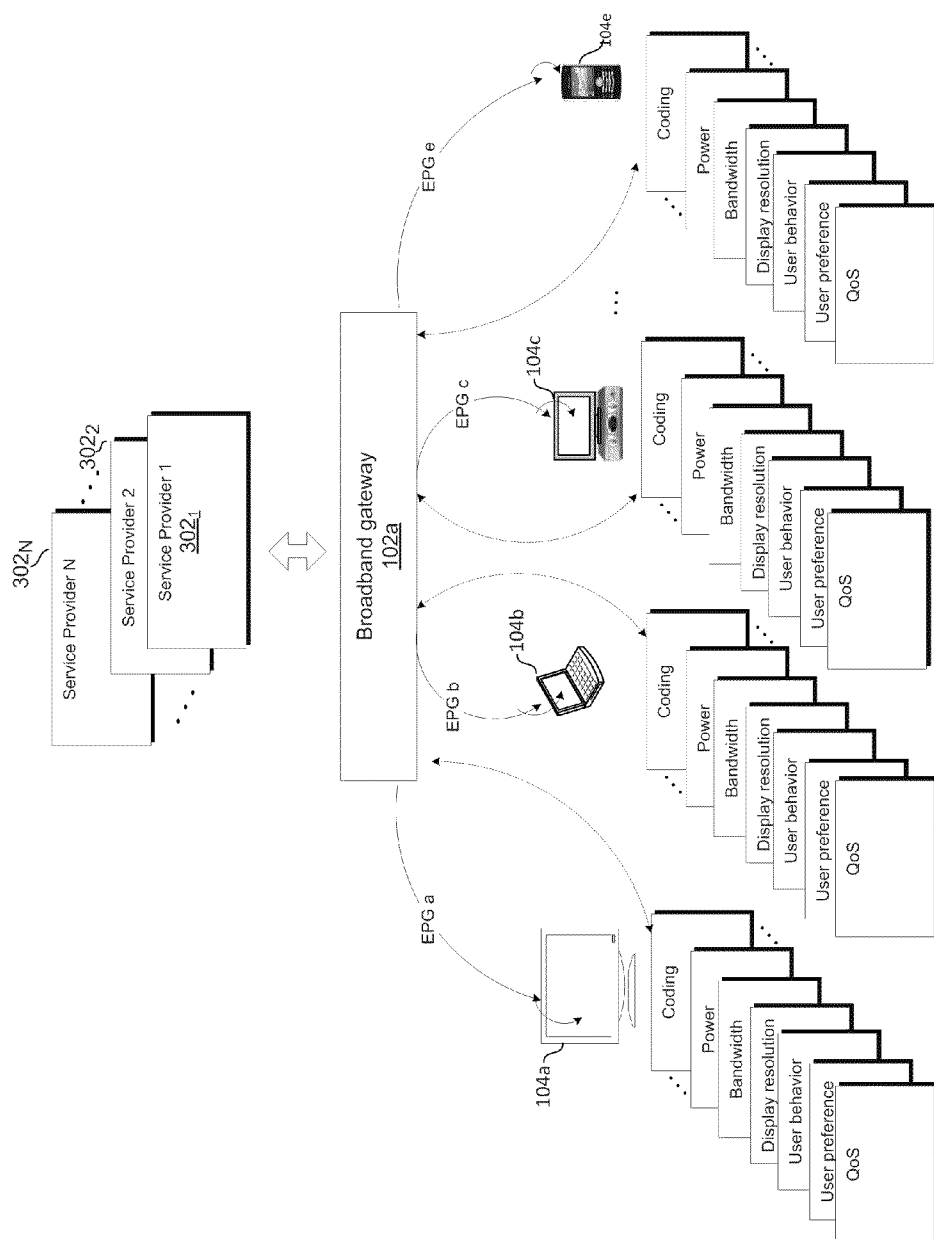 302N
Service Provider N
3022
Service Provider 2
Service Provider 1
3021
Broadband gateway
102a
EPG a
EPG b
EPG c
EPG e
104a
104b
104c
104e
Coding
Power
Bandwidth
Display resolution
User behavior
User preference
QoS
Coding
Power
Bandwidth
Display resolution
User behavior
User preference
QoS
Coding
Power
Bandwidth
Display resolution
User behavior
User preference
QoS
Coding
Power
Bandwidth
Display resolution
User behavior
User preference
QoS